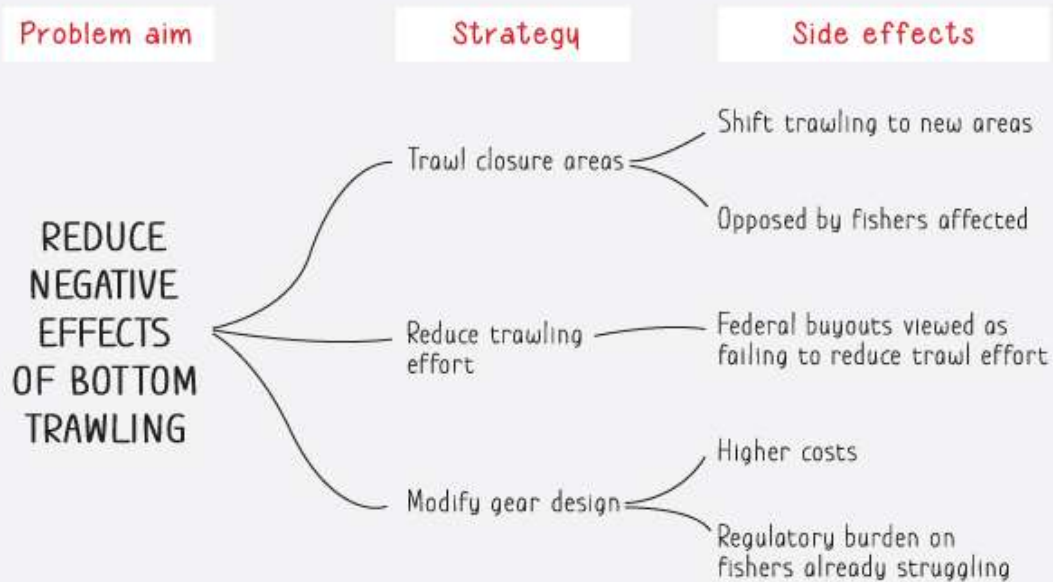 Problem aim
Strategy
Side effects
REDUCE
NEGATIVE
EFFECTS
OF BOTTOM
TRAWLING
Trawl closure areas
Shift trawling to new areas
Opposed by fishers affected
Reduce trawling
effort
Federal buyouts viewed as
failing to reduce trawl effort
Modify gear design
Higher costs
Regulatory burden on
fishers already struggling